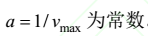 a = 1/v_max 为常数.